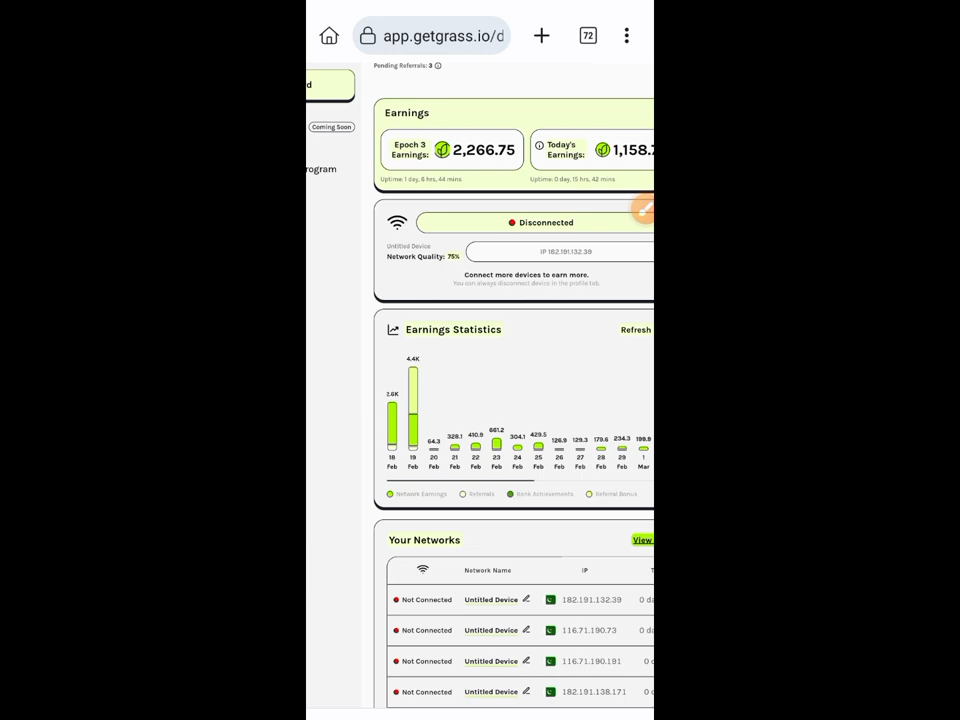 app.getgrass.io/d
72
Pending Referrals: 3
d
Coming Soon
rogram
Earnings
Epoch 3
Earnings:
2,266.75
Today's
Earnings:
1,158.7
Uptime: 1 day, 6 hrs, 44 mins
Uptime: 0 day, 15 hrs, 42 mins
Disconnected
Untitled Device
Network Quality: 75%
IP 182.191.132.39
Connect more devices to earn more.
You can always disconnect device in the profile tab.
Earnings Statistics
Refresh
2.6K 4.4K 64.3 328.1 410.9 661.2 304.1 429.5 126.9 129.3 179.6 234.3 199.9
18 19 20 21 22 23 24 25 26 27 28 29 1
Feb Feb Feb Feb Feb Feb Feb Feb Feb Feb Feb Feb Mar
Network Earnings Referrals Rank Achievements Referral Bonus
Your Networks
View
Network Name IP T
Not Connected Untitled Device 182.191.132.39 0 da
Not Connected Untitled Device 116.71.190.73 0 da
Not Connected Untitled Device 116.71.190.191 0 d
Not Connected Untitled Device 182.191.138.171 0 d